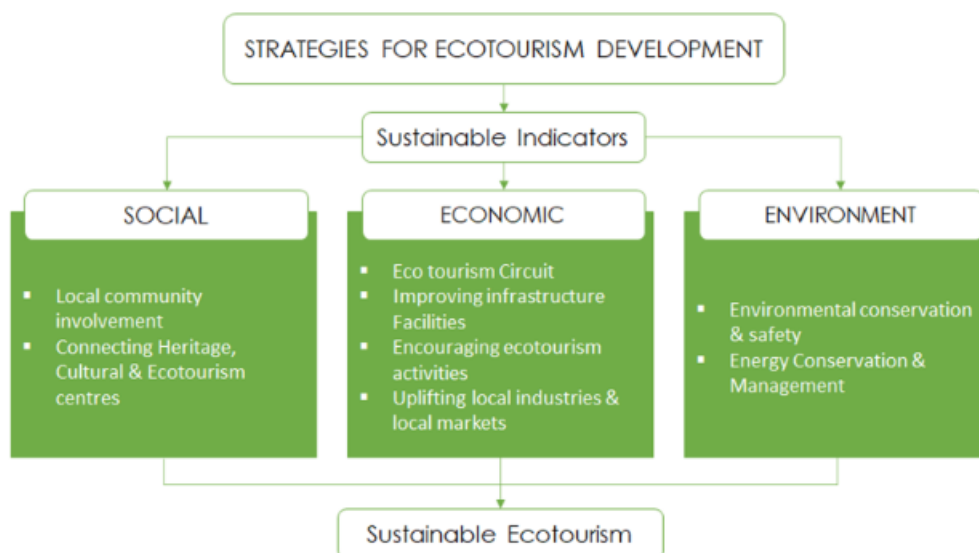 STRATEGIES FOR ECOTOURISM DEVELOPMENT
Sustainable Indicators
SOCIAL
▪ Local community
involvement
▪ Connecting Heritage,
Cultural & Ecotourism
centres
ECONOMIC
▪ Eco tourism Circuit
▪ Improving infrastructure
Facilities
▪ Encouraging ecotourism
activities
▪ Uplifting local industries &
local markets
ENVIRONMENT
▪ Environmental conservation
& safety
▪ Energy Conservation &
Management
Sustainable Ecotourism